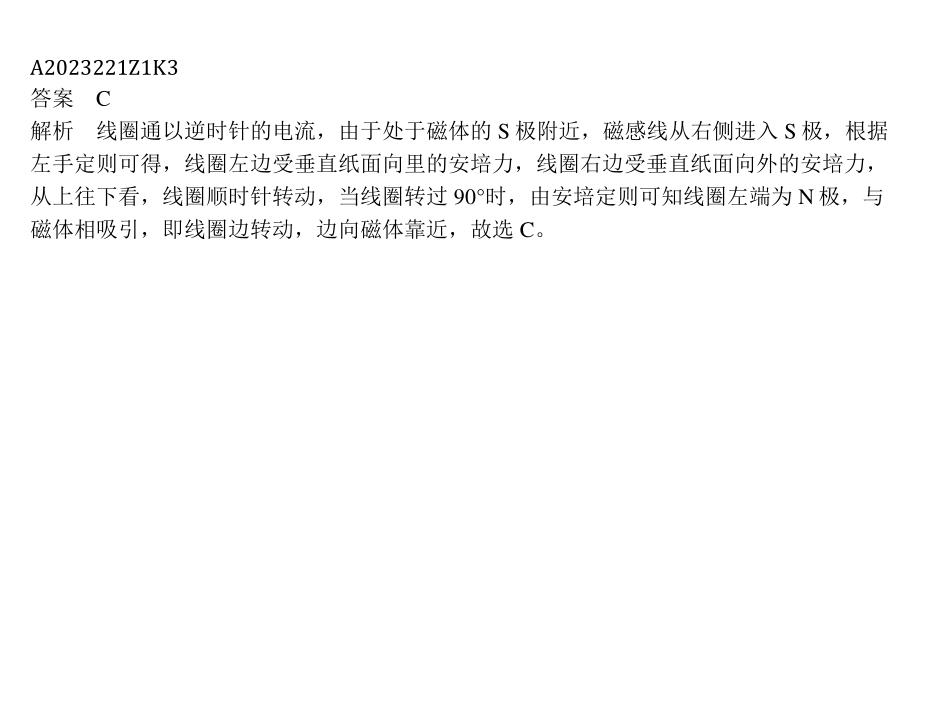 A2023221Z1K3
答案　C
解析　线圈通以逆时针的电流，由于处于磁体的 S 极附近，磁感线从右侧进入 S 极，根据
左手定则可得，线圈左边受垂直纸面向里的安培力，线圈右边受垂直纸面向外的安培力，
从上往下看，线圈顺时针转动，当线圈转过 90°时，由安培定则可知线圈左端为 N 极，与
磁体相吸引，即线圈边转动，边向磁体靠近，故选 C。